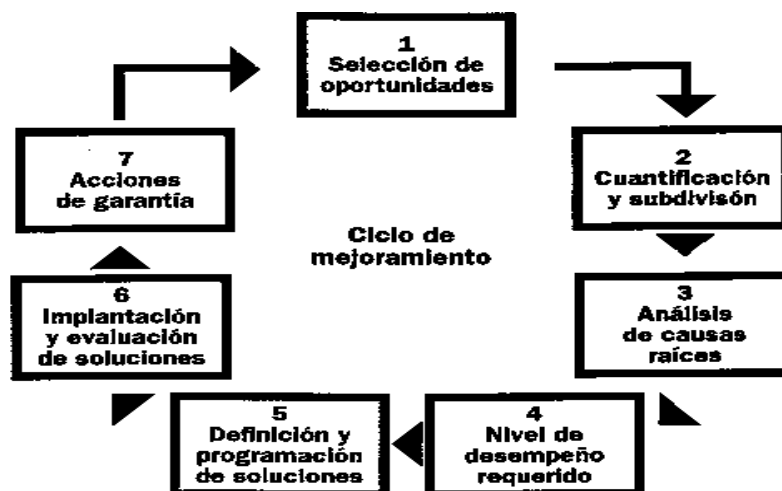 1
Selección de
oportunidades
2
Cuantificación
y subdivisón
3
Análisis
de causas
raíces
4
Nivel de
desempeño
requerido
5
Definición y
programación
de soluciones
6
Implantación
y evaluación
de soluciones
7
Acciones
de garantía
Ciclo de
mejoramiento